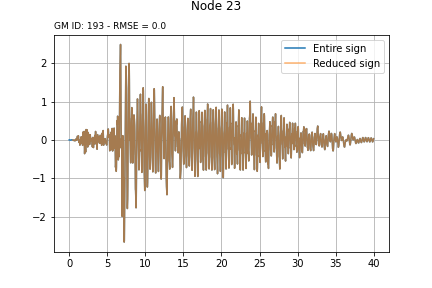 Node 23
GM ID: 193 - RMSE = 0.0
Entire sign
Reduced sign
2
1
0
−1
−2
0 5 10 15 20 25 30 35 40